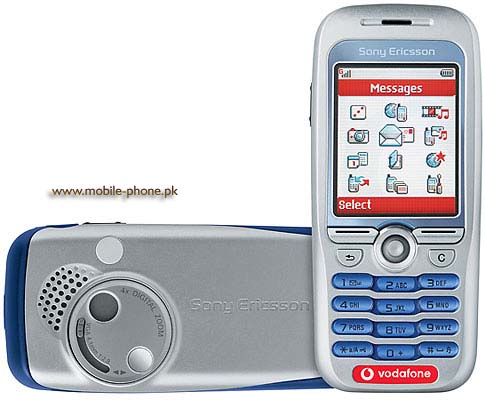 Sony Ericsson
G
Messages
Select
C
1
2 ABC
3 DEF
4 GHI
5 JKL
6 MNO
7 PQRS
8 TUV
9 WXYZ
* a/A
0 +
#
vodafone
www.mobile-phone.pk
4x DIGITAL ZOOM
Sony Ericsson